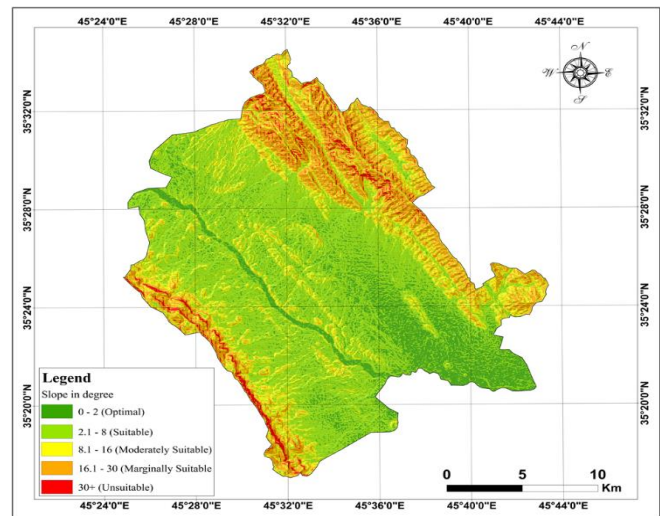 45°24'0"E 45°28'0"E 45°32'0"E 45°36'0"E 45°40'0"E 45°44'0"E
N
W E
S
35°32'0"N 35°32'0"N
35°28'0"N 35°28'0"N
35°24'0"N 35°24'0"N
35°20'0"N 35°20'0"N
Legend
Slope in degree
0 - 2 (Optimal)
2.1 - 8 (Suitable)
8.1 - 16 (Moderately Suitable)
16.1 - 30 (Marginally Suitable
30+ (Unsuitable)
0 5 10
Km
45°24'0"E 45°28'0"E 45°32'0"E 45°36'0"E 45°40'0"E 45°44'0"E